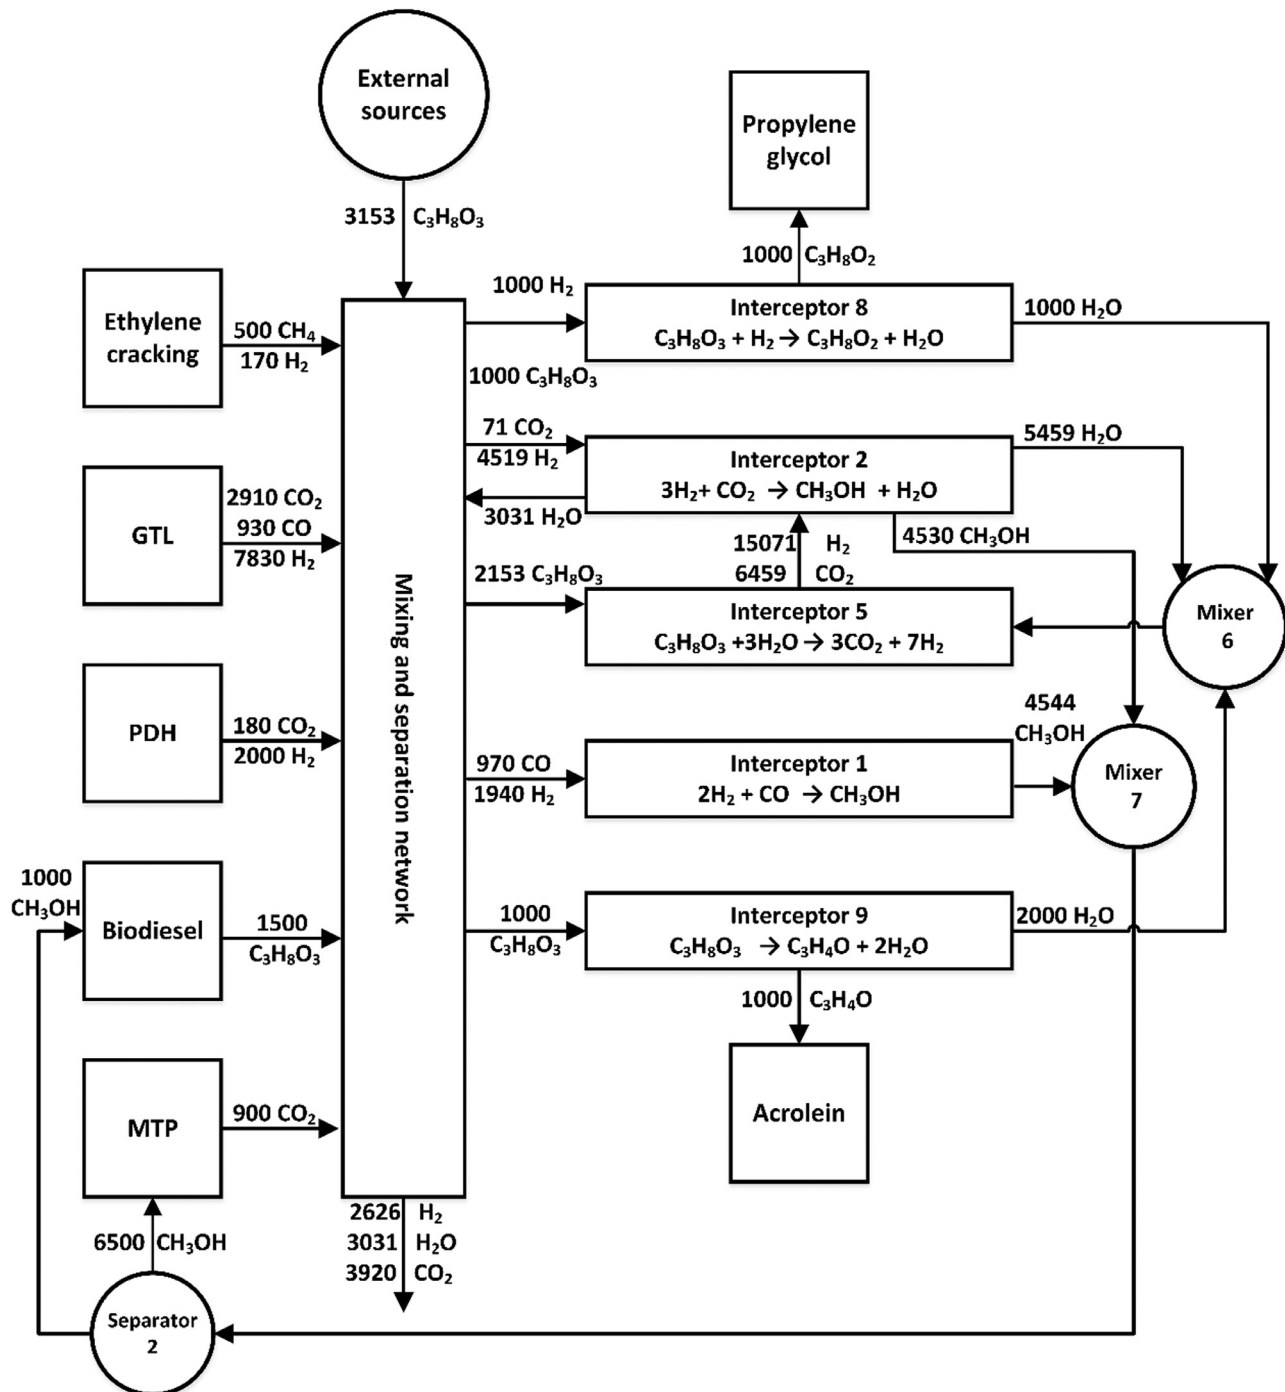 External
sources
3153 C₃H₈O₃
Propylene
glycol
1000 C₃H₈O₂
Ethylene
cracking
500 CH₄
170 H₂
1000 H₂
1000 C₃H₈O₃
Interceptor 8
C₃H₈O₃ + H₂ → C₃H₈O₂ + H₂O
1000 H₂O
GTL
2910 CO₂
930 CO
7830 H₂
71 CO₂
4519 H₂
3031 H₂O
Interceptor 2
3H₂+ CO₂ → CH₃OH + H₂O
5459 H₂O
4530 CH₃OH
15071 H₂
6459 CO₂
2153 C₃H₈O₃
Interceptor 5
C₃H₈O₃ +3H₂O → 3CO₂ + 7H₂
Mixer
6
Mixing and separation network
PDH
180 CO₂
2000 H₂
970 CO
1940 H₂
Interceptor 1
2H₂ + CO → CH₃OH
4544
CH₃OH
Mixer
7
1000
CH₃OH
Biodiesel
1500
C₃H₈O₃
1000
C₃H₈O₃
Interceptor 9
C₃H₈O₃ → C₃H₄O + 2H₂O
2000 H₂O
1000 C₃H₄O
Acrolein
MTP
900 CO₂
6500 CH₃OH
2626 H₂
3031 H₂O
3920 CO₂
Separator
2